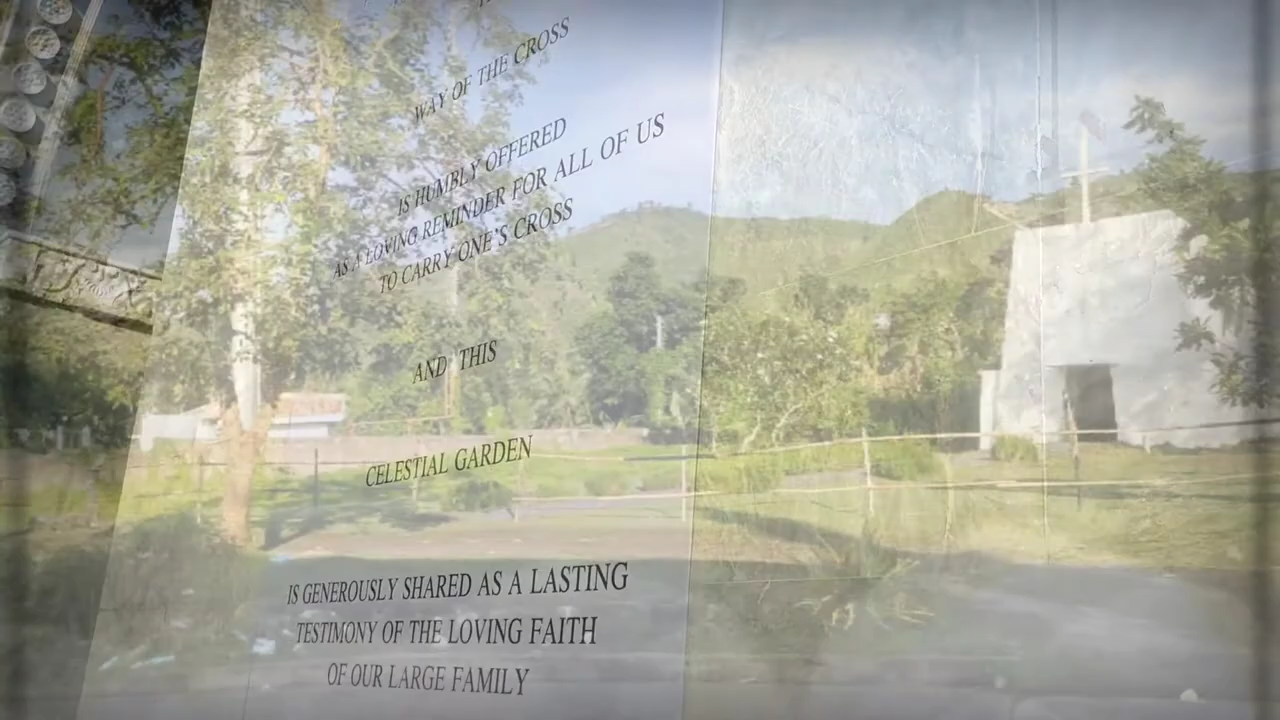 WAY OF THE CROSS
IS HUMBLY OFFERED
AS A LOVING REMINDER FOR ALL OF US
TO CARRY ONE'S CROSS
AND THIS
CELESTIAL GARDEN
IS GENEROUSLY SHARED AS A LASTING
TESTIMONY OF THE LOVING FAITH
OF OUR LARGE FAMILY